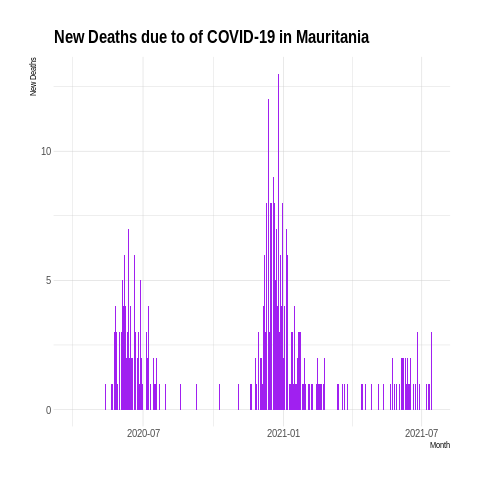 New Deaths due to of COVID-19 in Mauritania
New Deaths
10
5
0
2020-07
2021-01
2021-07
Month